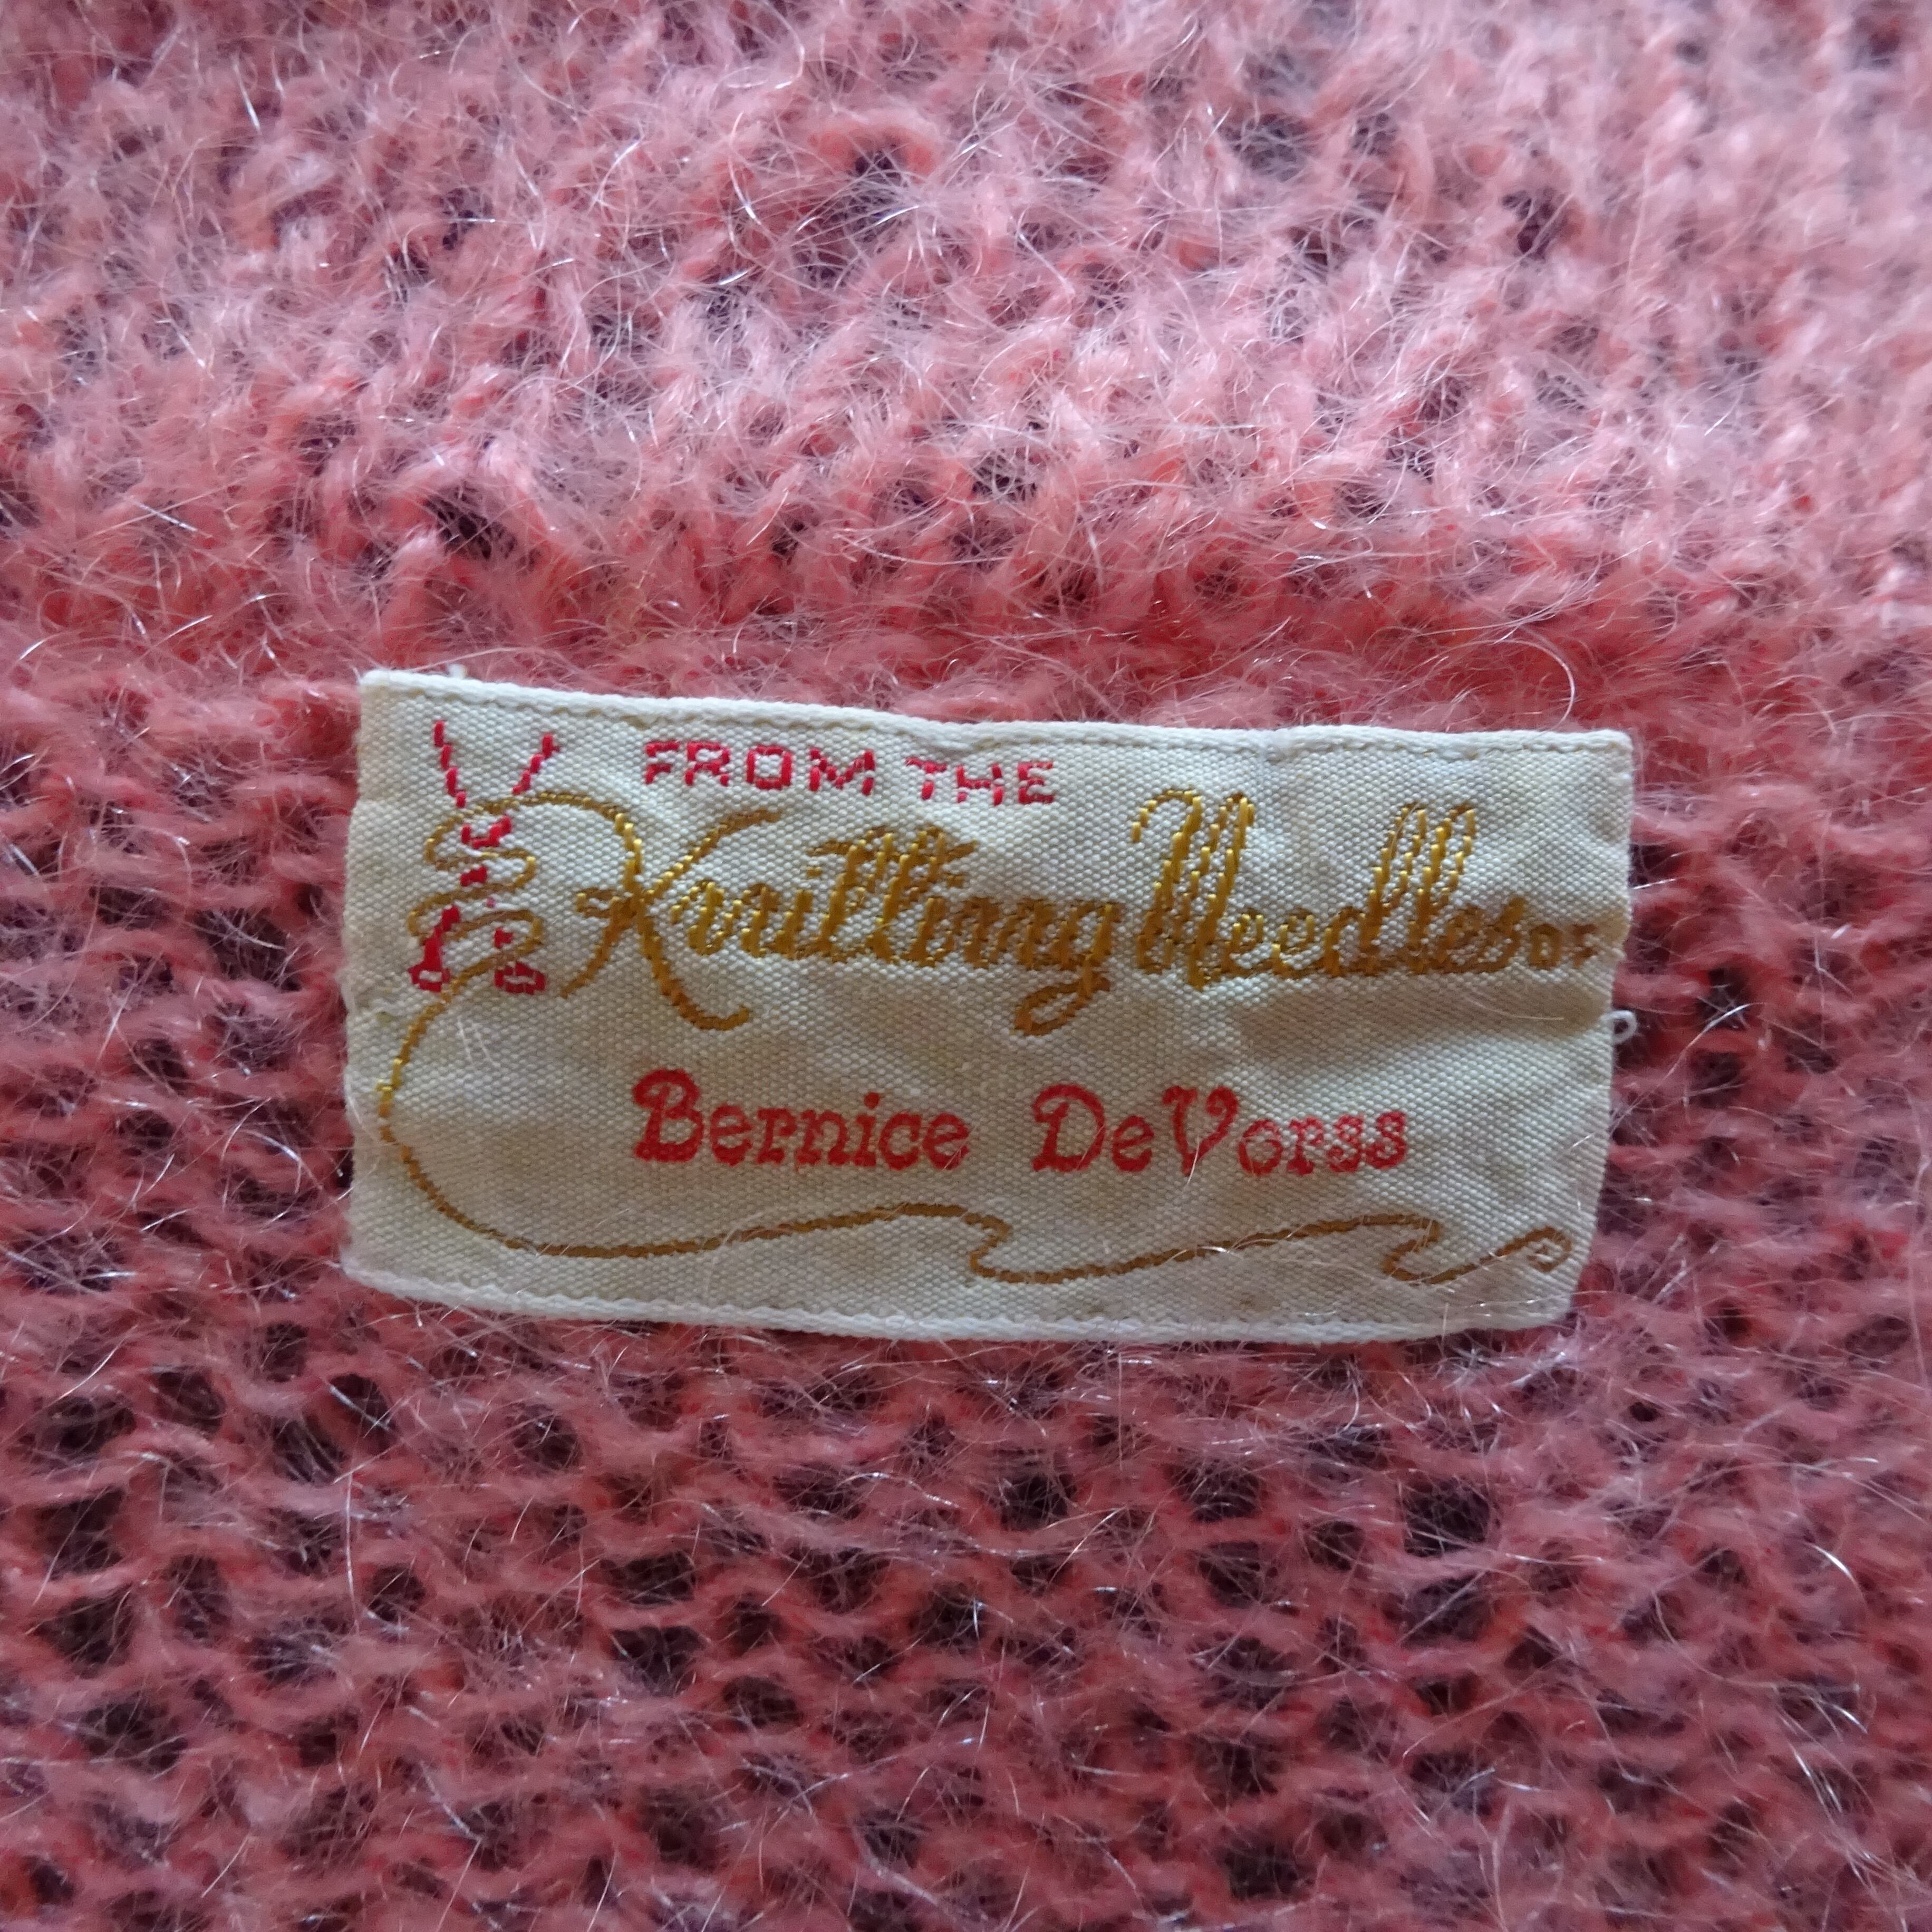 FROM THE
Knitting Needles OF
Bernice DeVorss